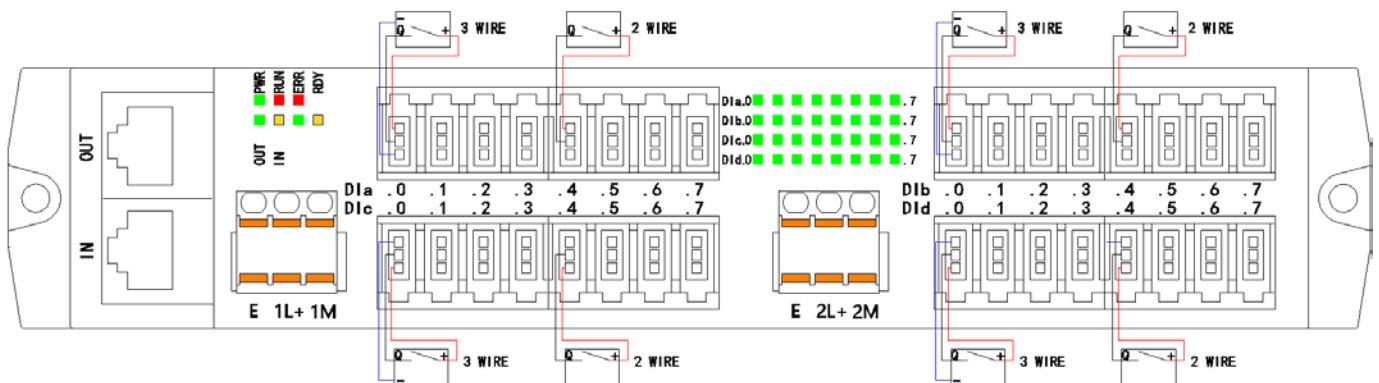 − Q + 3 WIRE
Q + 2 WIRE
− Q + 3 WIRE
Q + 2 WIRE
PWR RUN ERR RDY
OUT IN
OUT
IN
DIa.0 .7
DIb.0 .7
DIc.0 .7
DId.0 .7
DIa .0 .1 .2 .3 .4 .5 .6 .7
DIc .0 .1 .2 .3 .4 .5 .6 .7
DIb .0 .1 .2 .3 .4 .5 .6 .7
DId .0 .1 .2 .3 .4 .5 .6 .7
E 1L+ 1M
E 2L+ 2M
Q + − 3 WIRE
Q + 2 WIRE
Q + − 3 WIRE
Q + 2 WIRE